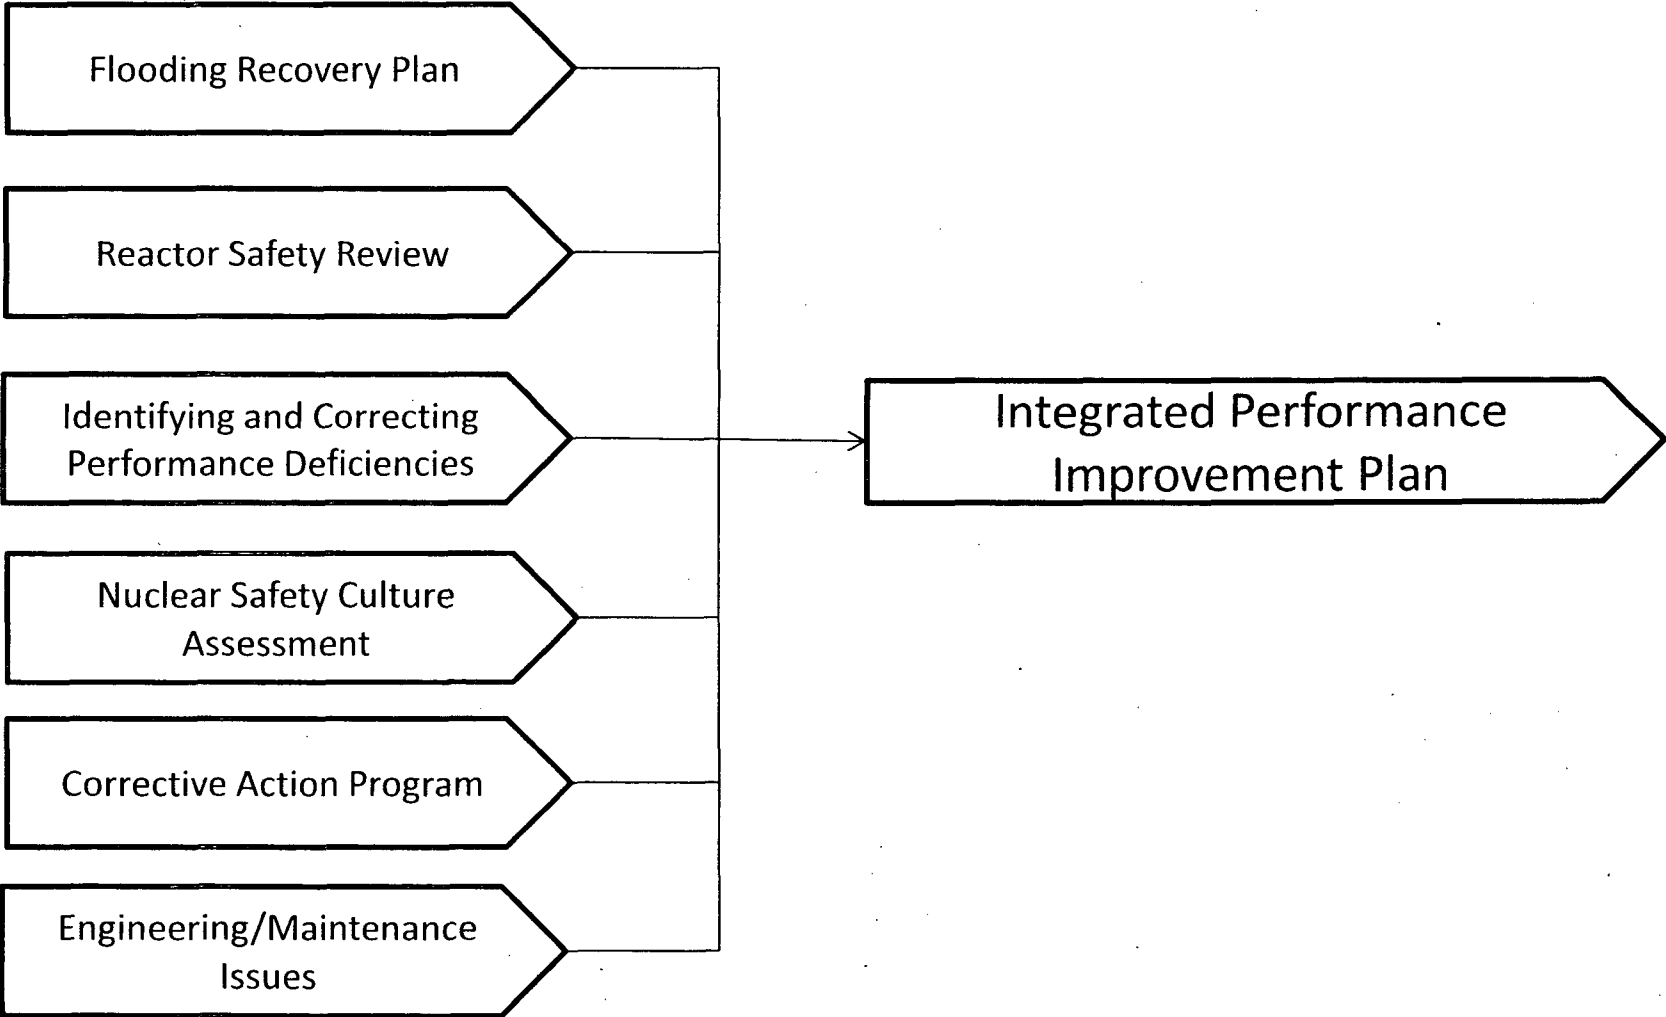 Flooding Recovery Plan
Reactor Safety Review
Identifying and Correcting
Performance Deficiencies
Nuclear Safety Culture
Assessment
Corrective Action Program
Engineering/Maintenance
Issues
Integrated Performance
Improvement Plan